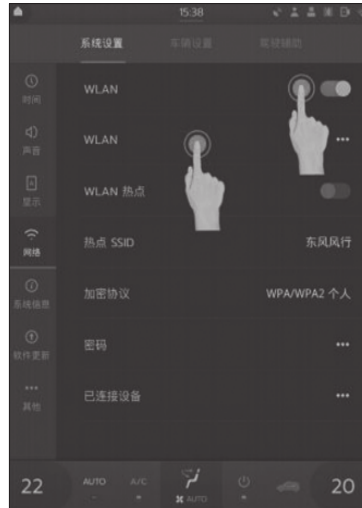 15:38
系统设置 车辆设置 驾驶辅助
时间
WLAN
声音
WLAN
显示
WLAN 热点
网络
热点 SSID 东风风行
系统信息
加密协议 WPA/WPA2 个人
软件更新
密码
其他
已连接设备
22 AUTO A/C AUTO 20